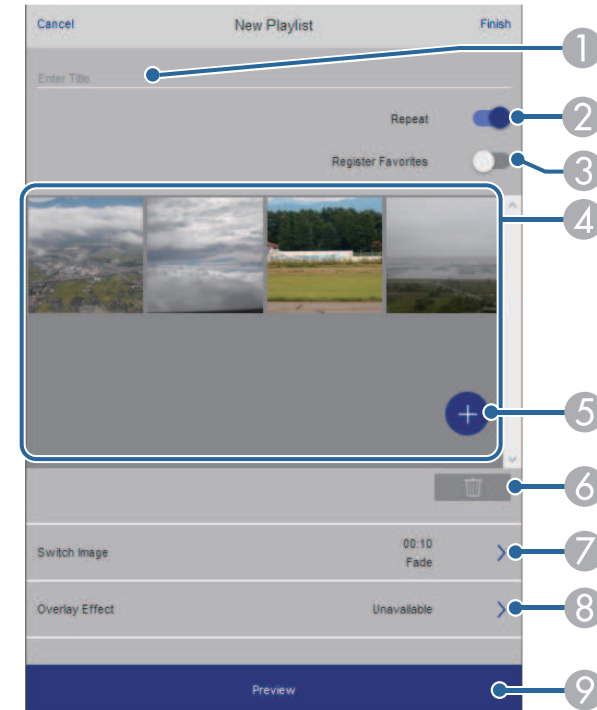 Cancel New Playlist Finish
1
Enter Title
Repeat 2
Register Favorites 3
4
5
6
Switch Image 00:10 Fade 7
Overlay Effect Unavailable 8
Preview 9